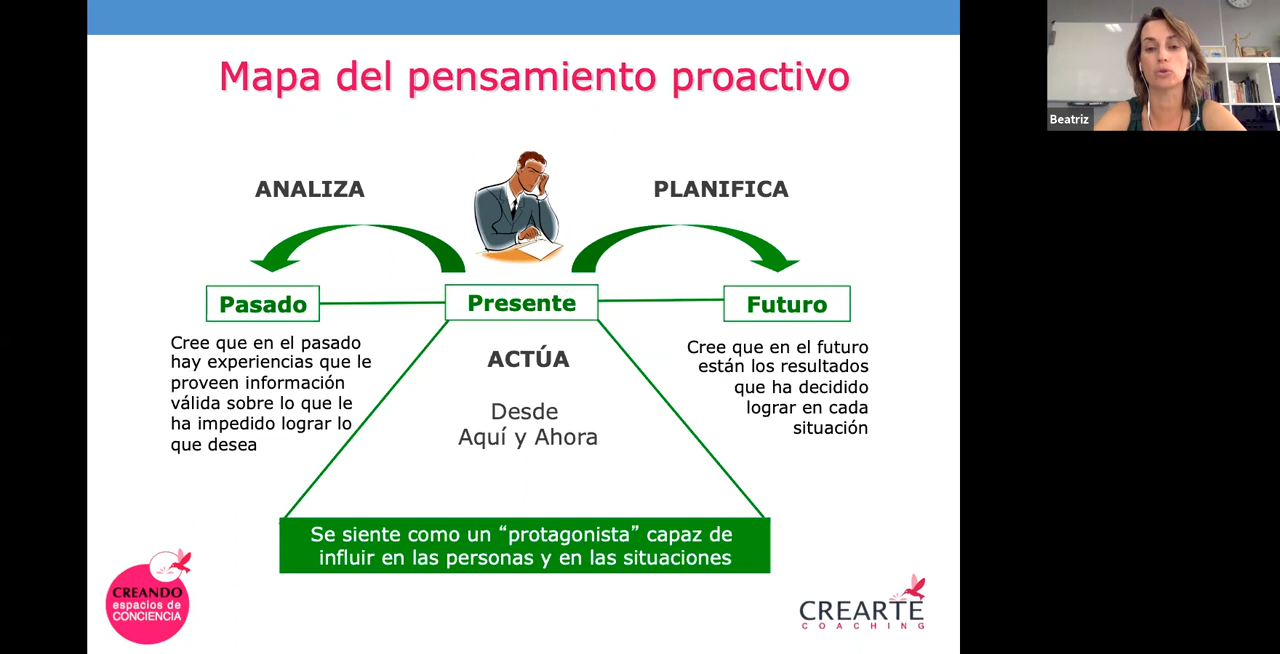 Mapa del pensamiento proactivo
ANALIZA
PLANIFICA
Pasado
Presente
Futuro
Cree que en el pasado
hay experiencias que le
proveen información
válida sobre lo que le
ha impedido lograr lo
que desea
ACTÚA
Desde
Aquí y Ahora
Cree que en el futuro
están los resultados
que ha decidido
lograr en cada
situación
Se siente como un “protagonista” capaz de
influir en las personas y en las situaciones
CREANDO
espacios de
CONCIENCIA
CREARTE
COACHING
Beatriz